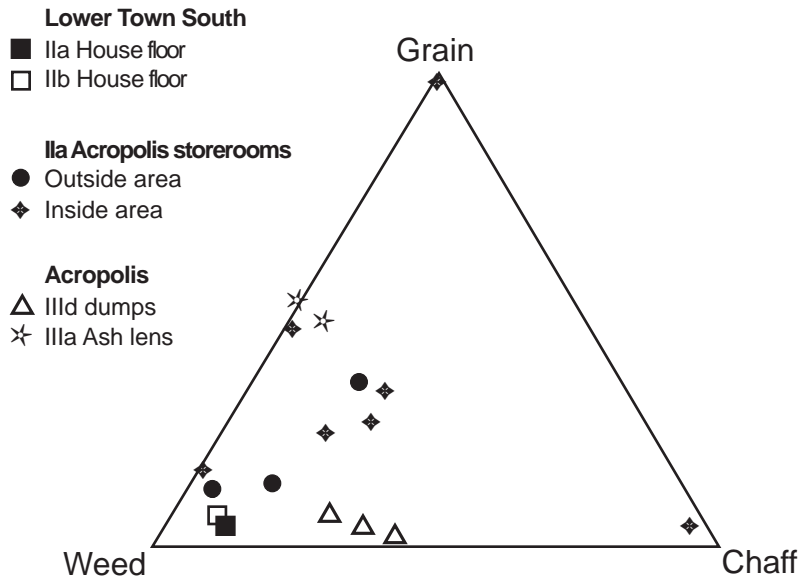 Lower Town South
IIa House floor
IIb House floor
IIa Acropolis storerooms
Outside area
Inside area
Acropolis
IIId dumps
IIIa Ash lens
Grain
Weed
Chaff